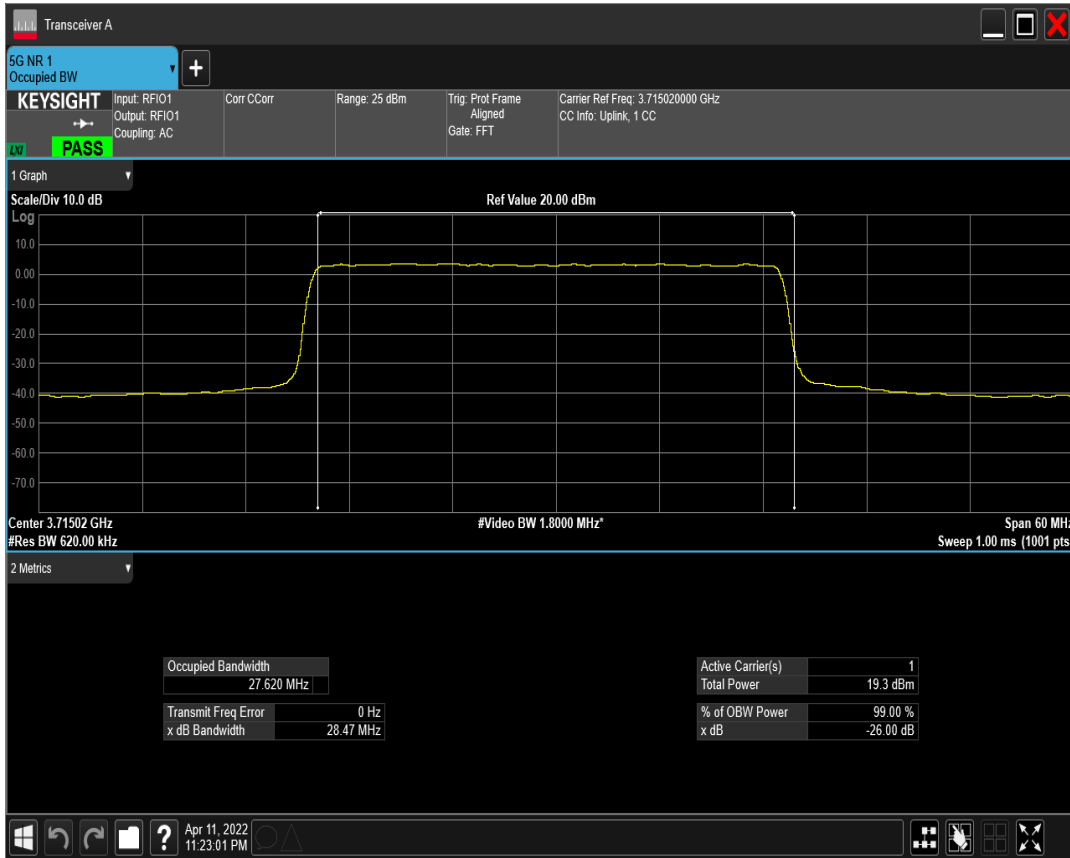 Transceiver A
5G NR 1
Occupied BW
KEYSIGHT
LXI
PASS
Input: RFIO1
Output: RFIO1
Coupling: AC
Corr CCorr
Range: 25 dBm
Trig: Prot Frame
Aligned
Gate: FFT
Carrier Ref Freq: 3.715020000 GHz
CC Info: Uplink, 1 CC
1 Graph
Scale/Div 10.0 dB
Ref Value 20.00 dBm
Log
10.0
0.00
-10.0
-20.0
-30.0
-40.0
-50.0
-60.0
-70.0
Center 3.71502 GHz
#Video BW 1.8000 MHz*
Span 60 MHz
#Res BW 620.00 kHz
Sweep 1.00 ms (1001 pts
2 Metrics
Occupied Bandwidth
27.620 MHz
Transmit Freq Error 0 Hz
x dB Bandwidth 28.47 MHz
Active Carrier(s) 1
Total Power 19.3 dBm
% of OBW Power 99.00 %
x dB -26.00 dB
?
Apr 11, 2022
11:23:01 PM